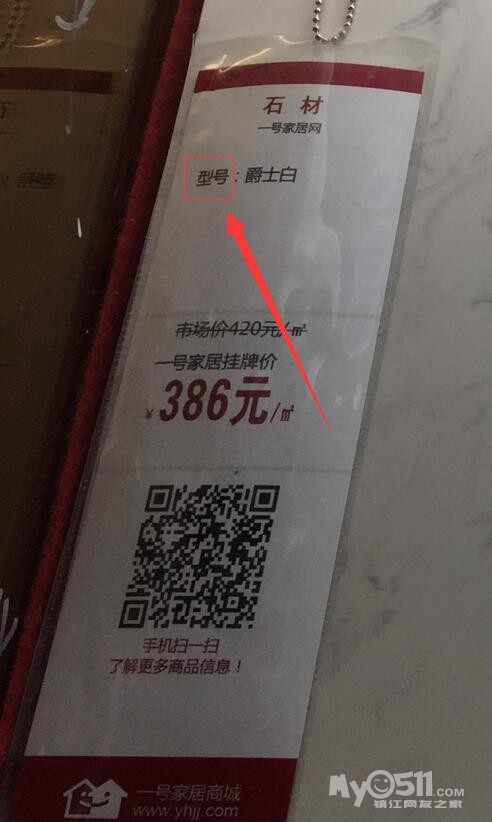 石 材
一号家居网
型号：爵士白
市场价420元/㎡
一号家居挂牌价
¥386元/㎡
手机扫一扫
了解更多商品信息！
一号家居商城
www.yhjj.com
My0511.COM
镇江网友之家